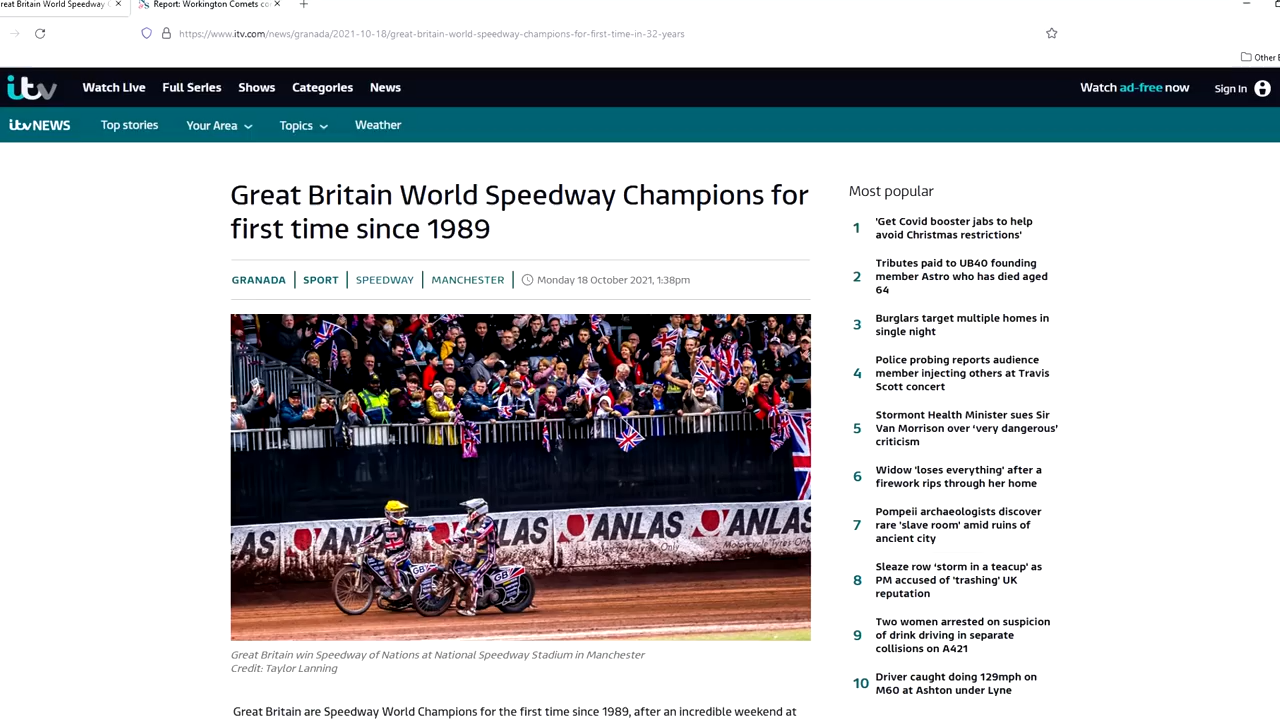 reat Britain World Speedway
Report: Workington Comets co
https://www.itv.com/news/granada/2021-10-18/great-britain-world-speedway-champions-for-first-time-in-32-years
Other
itv
Watch Live
Full Series
Shows
Categories
News
Watch ad-free now
Sign In
itv NEWS
Top stories
Your Area
Topics
Weather
Great Britain World Speedway Champions for
first time since 1989
GRANADA
SPORT
SPEEDWAY
MANCHESTER
Monday 18 October 2021, 1:38pm
LAS ANLAS ANLAS ANLAS
Motorcycle Tyres Only
GB
GB
Great Britain win Speedway of Nations at National Speedway Stadium in Manchester
Credit: Taylor Lanning
Great Britain are Speedway World Champions for the first time since 1989, after an incredible weekend at
Most popular
1
'Get Covid booster jabs to help
avoid Christmas restrictions'
2
Tributes paid to UB40 founding
member Astro who has died aged
64
3
Burglars target multiple homes in
single night
4
Police probing reports audience
member injecting others at Travis
Scott concert
5
Stormont Health Minister sues Sir
Van Morrison over ‘very dangerous’
criticism
6
Widow 'loses everything' after a
firework rips through her home
7
Pompeii archaeologists discover
rare 'slave room' amid ruins of
ancient city
8
Sleaze row ‘storm in a teacup’ as
PM accused of 'trashing' UK
reputation
9
Two women arrested on suspicion
of drink driving in separate
collisions on A421
10
Driver caught doing 129mph on
M60 at Ashton under Lyne